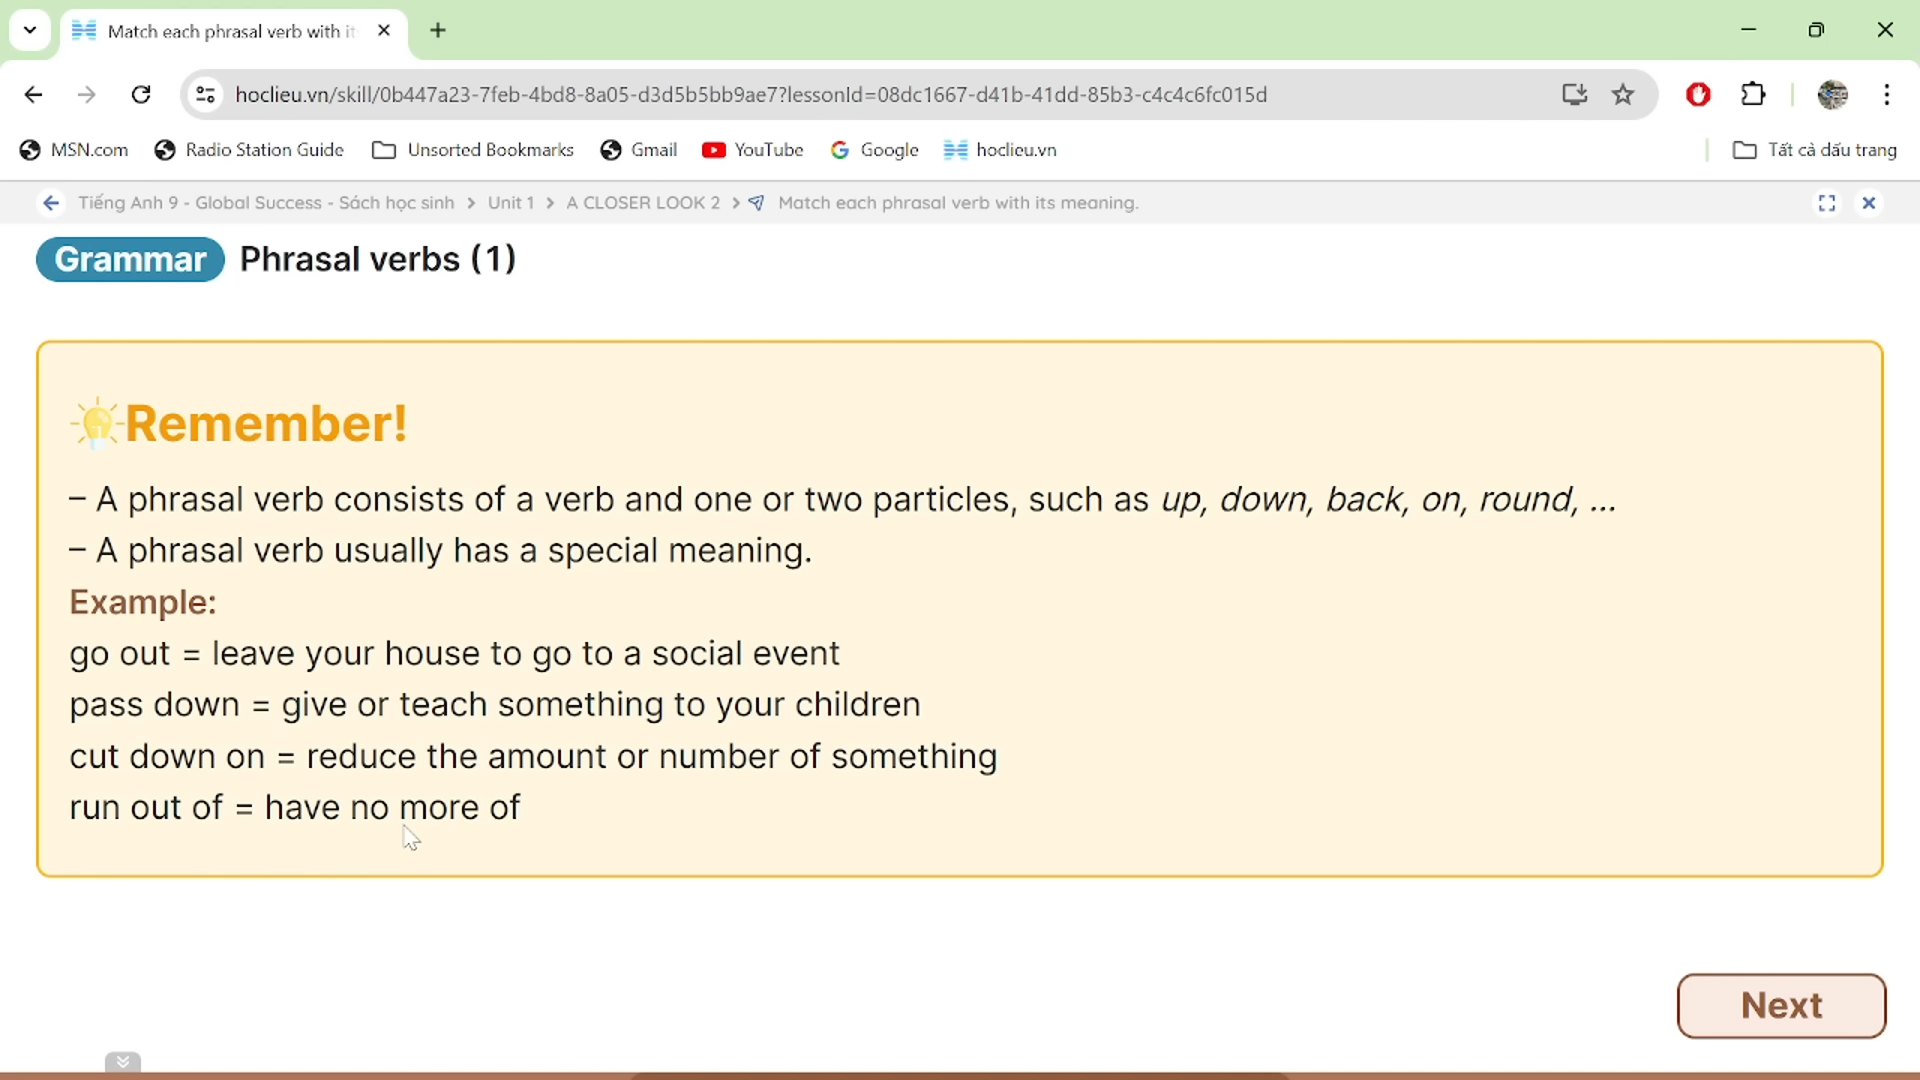 Match each phrasal verb with it
hoclieu.vn/skill/0b447a23-7feb-4bd8-8a05-d3d5b5bb9ae7?lessonId=08dc1667-d41b-41dd-85b3-c4c4c6fc015d
MSN.com Radio Station Guide Unsorted Bookmarks Gmail YouTube Google hoclieu.vn Tất cả dấu trang
Tiếng Anh 9 - Global Success - Sách học sinh > Unit 1 > A CLOSER LOOK 2 > Match each phrasal verb with its meaning.
Grammar Phrasal verbs (1)
Remember!
– A phrasal verb consists of a verb and one or two particles, such as up, down, back, on, round, ...
– A phrasal verb usually has a special meaning.
Example:
go out = leave your house to go to a social event
pass down = give or teach something to your children
cut down on = reduce the amount or number of something
run out of = have no more of
Next